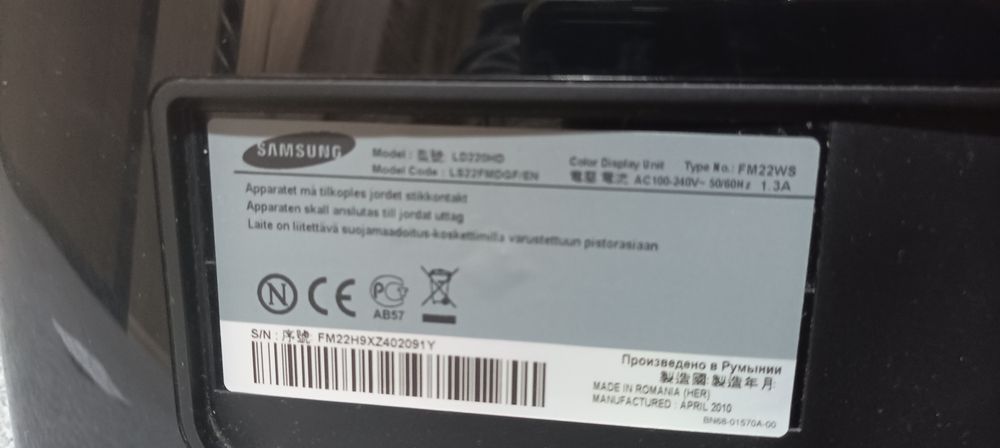 SAMSUNG
Model : 型號 LD220HD
Model Code : LS22FMDGF/EN
Color Display Unit Type No.: FM22WS
電壓 電流 AC100-240V~ 50/60Hz 1.3A
Apparatet må tilkoples jordet stikkontakt
Apparaten skall anslutas till jordat uttag
Laite on liitettävä suojamaadoitus-koskettimilla varustettuun pistorasiaan
N CE PG
AB57
S/N : 序號 FM22H9XZ402091Y
Произведено в Румынии
製造國 製造年月
MADE IN ROMANIA (HER)
MANUFACTURED : APRIL 2010
BN68-01570A-00